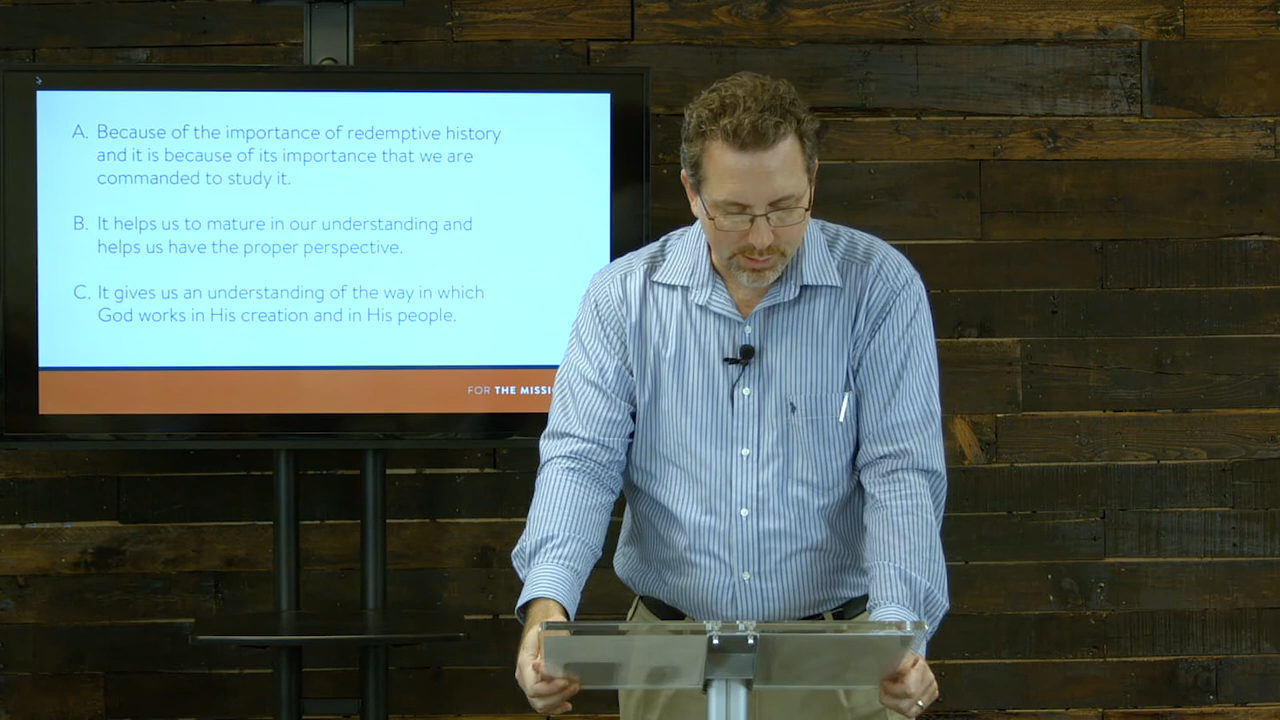 A. Because of the importance of redemptive history
and it is because of its importance that we are
commanded to study it.
B. It helps us to mature in our understanding and
helps us have the proper perspective.
C. It gives us an understanding of the way in which
God works in His creation and in His people.
FOR THE